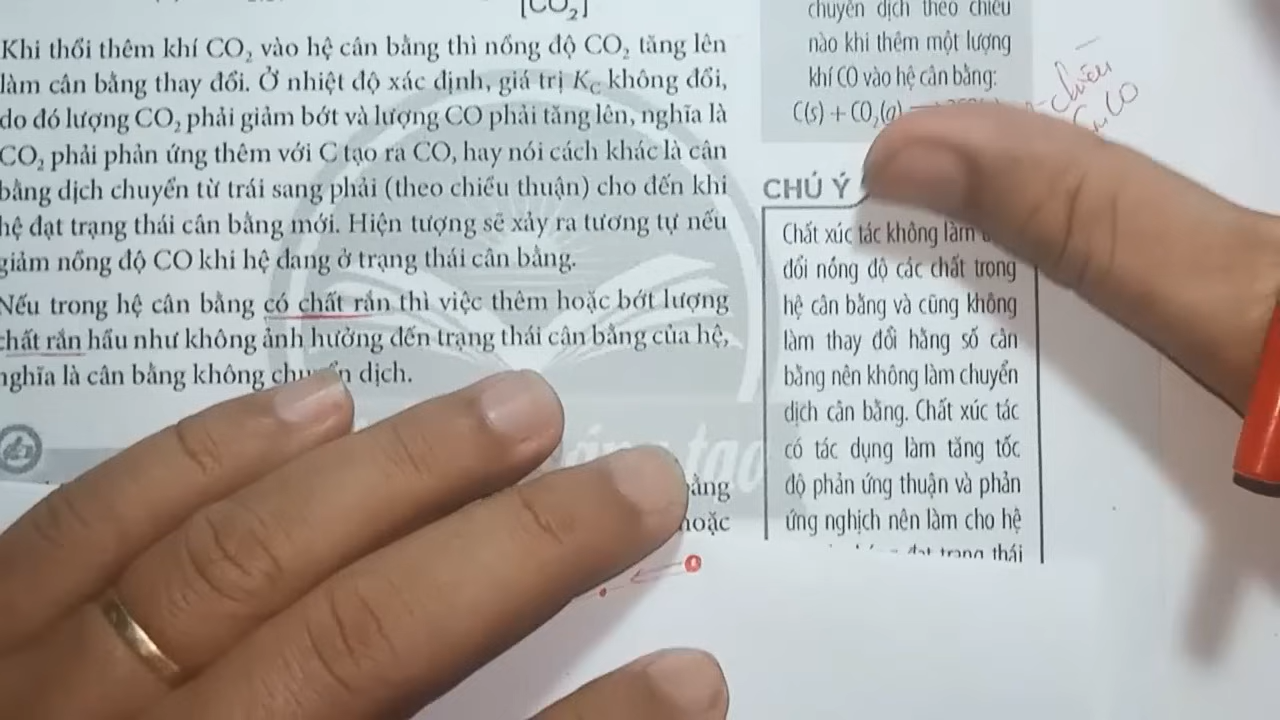 [CO₂]
Khi thổi thêm khí CO₂ vào hệ cân bằng thì nồng độ CO₂ tăng lên
làm cân bằng thay đổi. Ở nhiệt độ xác định, giá trị K_C không đổi,
do đó lượng CO₂ phải giảm bớt và lượng CO phải tăng lên, nghĩa là
CO₂ phải phản ứng thêm với C tạo ra CO, hay nói cách khác là cân
bằng dịch chuyển từ trái sang phải (theo chiều thuận) cho đến khi
hệ đạt trạng thái cân bằng mới. Hiện tượng sẽ xảy ra tương tự nếu
giảm nồng độ CO khi hệ đang ở trạng thái cân bằng.
Nếu trong hệ cân bằng có chất rắn thì việc thêm hoặc bớt lượng
chất rắn hầu như không ảnh hưởng đến trạng thái cân bằng của hệ,
nghĩa là cân bằng không dịch.
hoặc
chuyển dịch theo chiều
nào khi thêm một lượng
khí CO vào hệ cân bằng:
C(s) + CO₂(g)
chiều
CO
CHÚ Ý
Chất xúc tác không làm
đổi nồng độ các chất trong
hệ cân bằng và cũng không
làm thay đổi hằng số cân
bằng nên không làm chuyển
dịch cân bằng. Chất xúc tác
có tác dụng làm tăng tốc
độ phản ứng thuận và phản
ứng nghịch nên làm cho hệ
đạt trạng thái